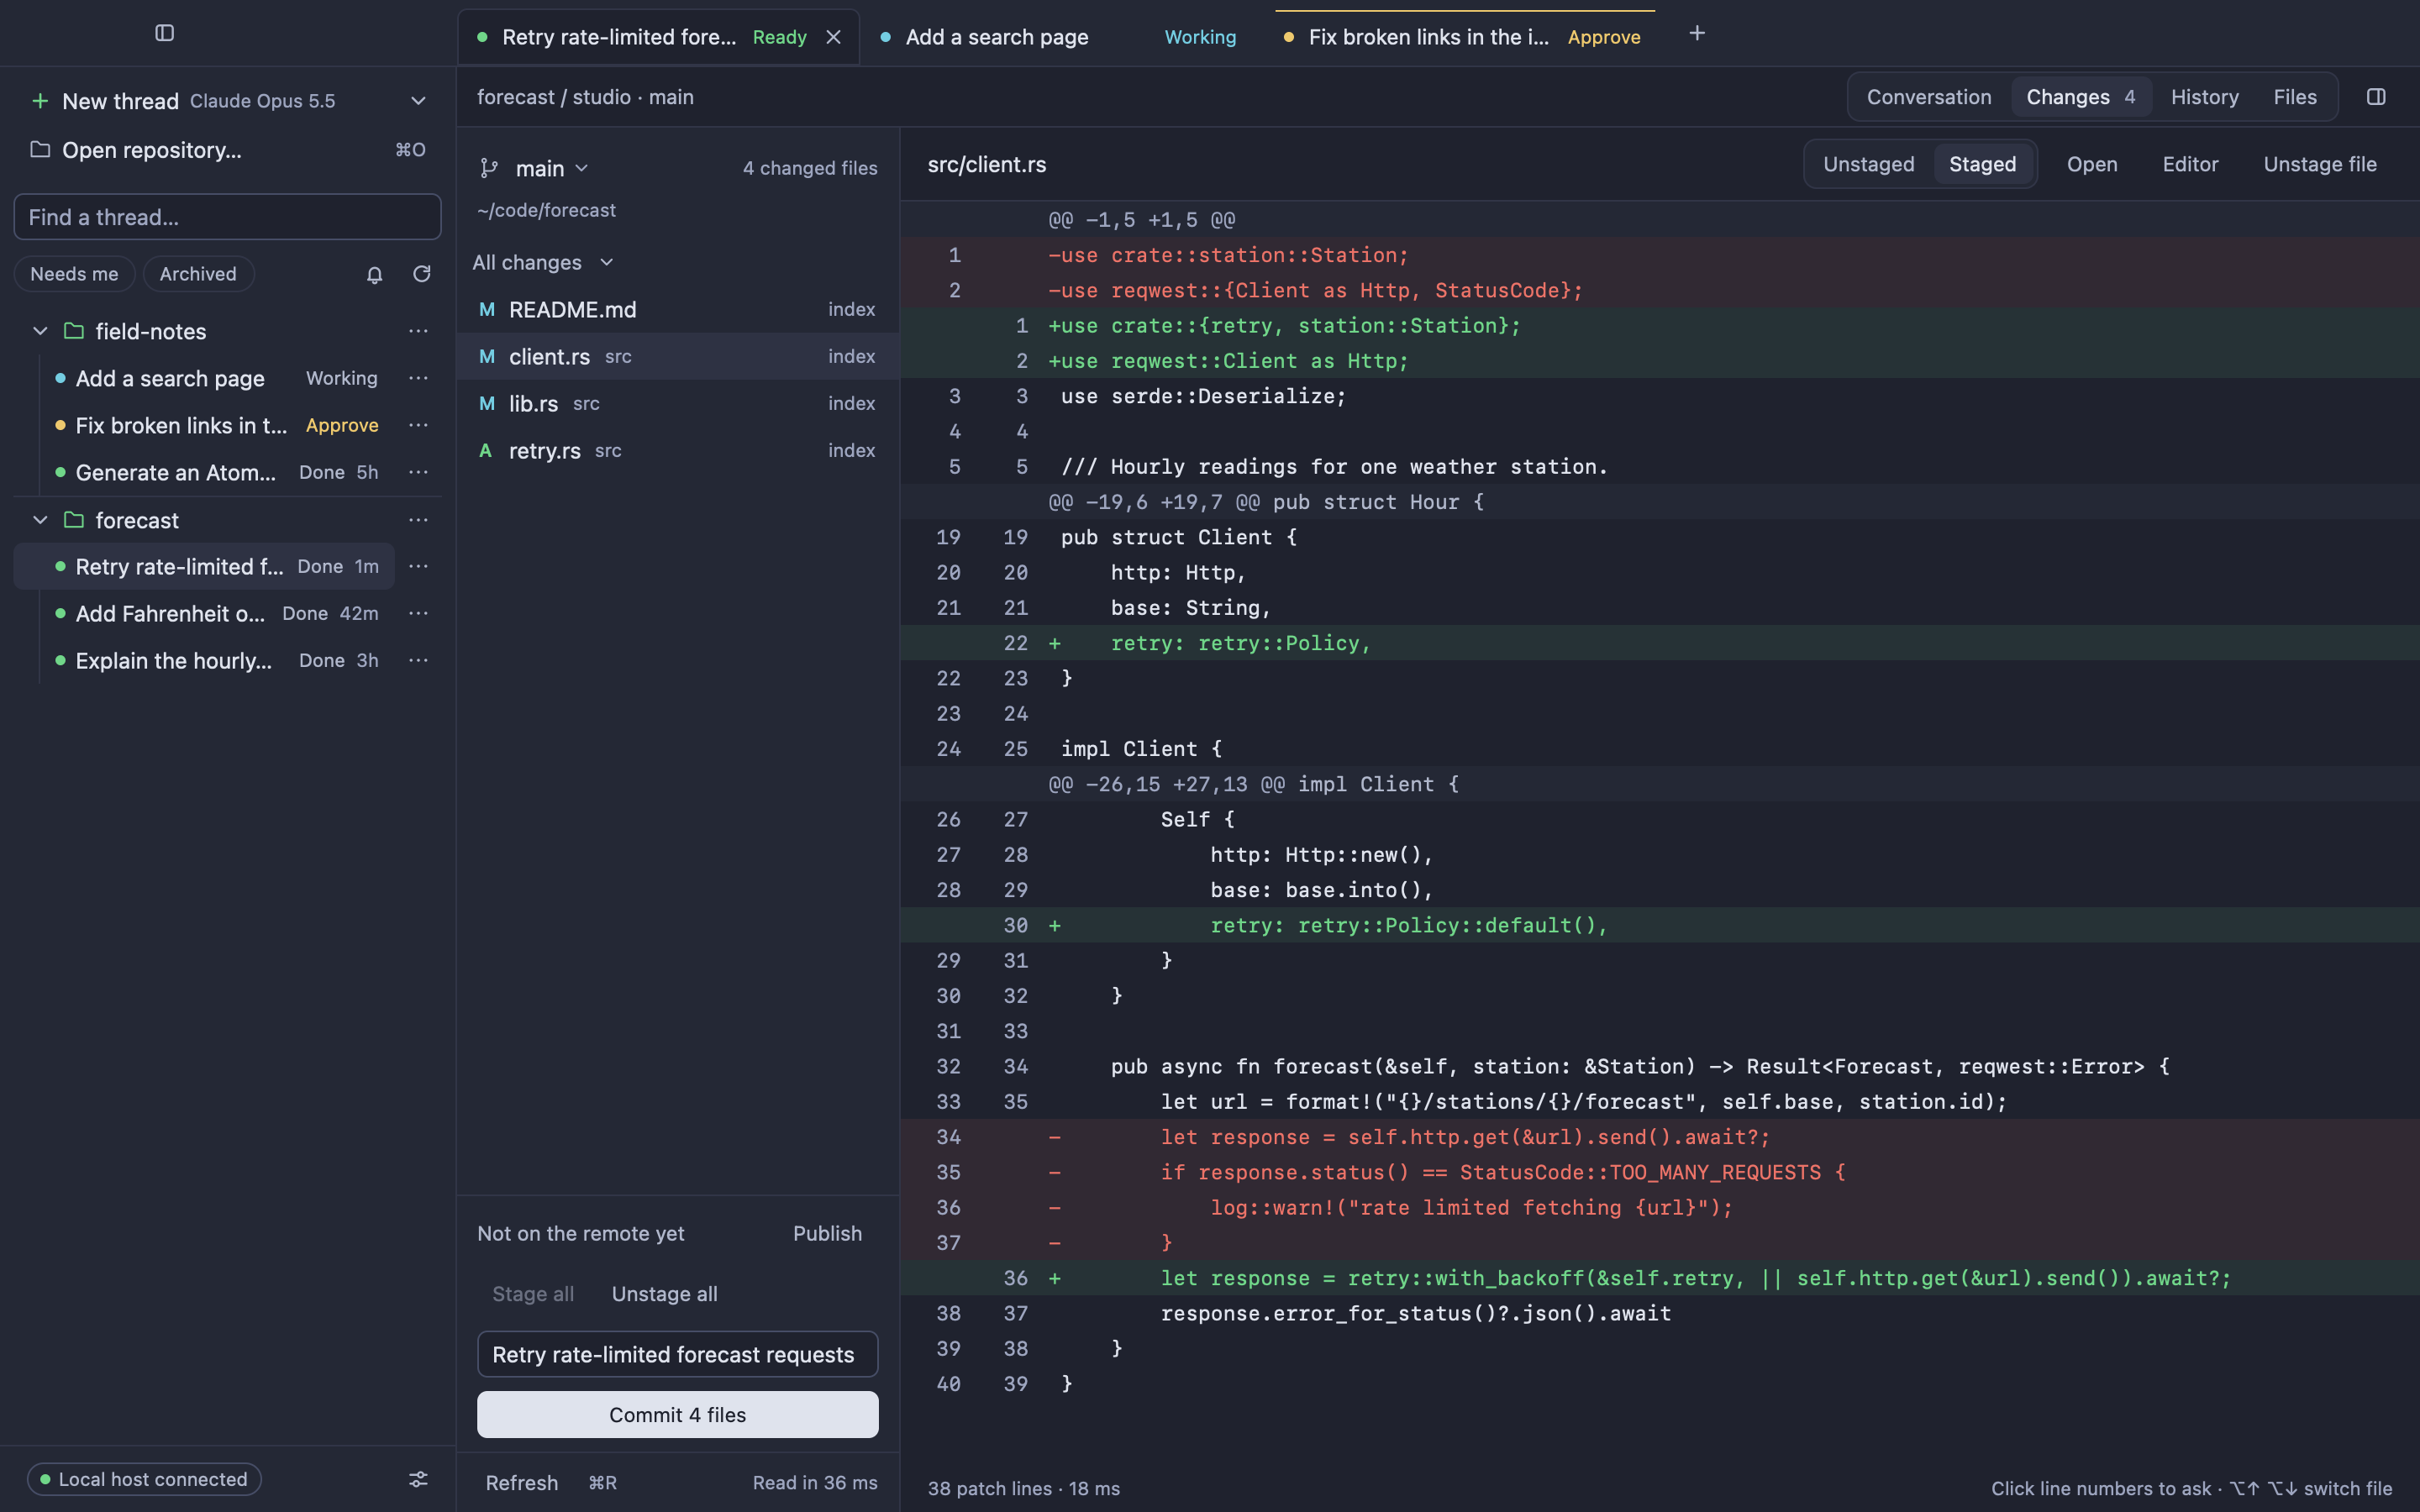 Retry rate-limited fore... Ready
Add a search page Working
Fix broken links in the i... Approve
New thread Claude Opus 5.5
Open repository... ⌘O
Find a thread...
Needs me Archived
field-notes
Add a search page Working
Fix broken links in t... Approve
Generate an Atom... Done 5h
forecast
Retry rate-limited f... Done 1m
Add Fahrenheit o... Done 42m
Explain the hourly... Done 3h
Local host connected
forecast / studio · main
Conversation Changes 4 History Files
main 4 changed files
~/code/forecast
All changes
M README.md index
M client.rs src index
M lib.rs src index
A retry.rs src index
Not on the remote yet Publish
Stage all Unstage all
Retry rate-limited forecast requests
Commit 4 files
Refresh ⌘R Read in 36 ms
src/client.rs Unstaged Staged Open Editor Unstage file
@@ -1,5 +1,5 @@
1 -use crate::station::Station;
2 -use reqwest::{Client as Http, StatusCode};
1 +use crate::{retry, station::Station};
2 +use reqwest::Client as Http;
3 3 use serde::Deserialize;
4 4
5 5 /// Hourly readings for one weather station.
@@ -19,6 +19,7 @@ pub struct Hour {
19 19 pub struct Client {
20 20 http: Http,
21 21 base: String,
22 + retry: retry::Policy,
22 23 }
23 24
24 25 impl Client {
@@ -26,15 +27,13 @@ impl Client {
26 27 Self {
27 28 http: Http::new(),
28 29 base: base.into(),
30 + retry: retry::Policy::default(),
29 31 }
30 32 }
31 33
32 34 pub async fn forecast(&self, station: &Station) -> Result<Forecast, reqwest::Error> {
33 35 let url = format!("{}/stations/{}/forecast", self.base, station.id);
34 - let response = self.http.get(&url).send().await?;
35 - if response.status() == StatusCode::TOO_MANY_REQUESTS {
36 - log::warn!("rate limited fetching {url}");
37 - }
36 + let response = retry::with_backoff(&self.retry, || self.http.get(&url).send()).await?;
38 37 response.error_for_status()?.json().await
39 38 }
40 39 }
38 patch lines · 18 ms
Click line numbers to ask · ⌥↑ ⌥↓ switch file